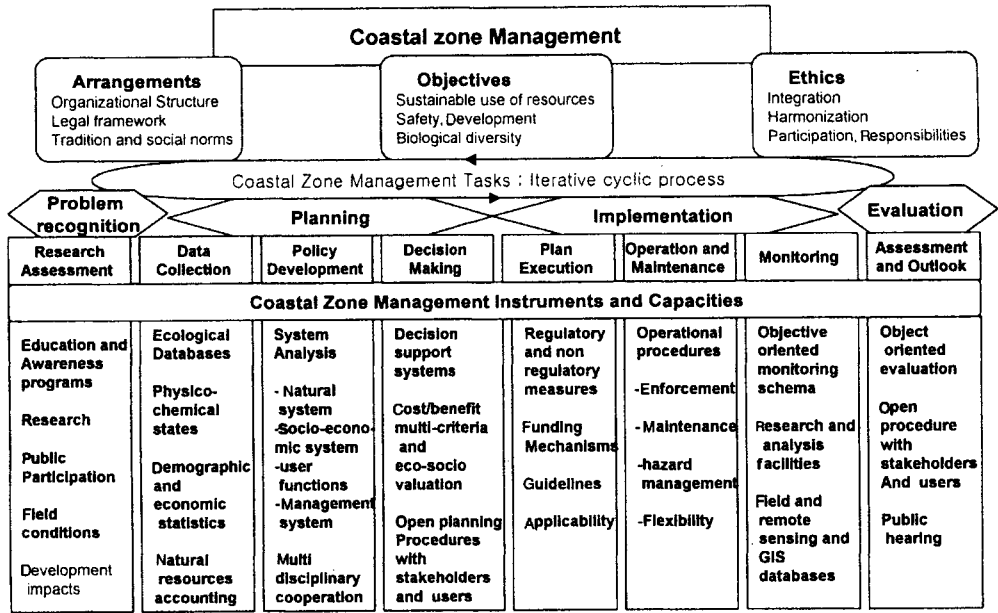 Coastal zone Management
Arrangements
Organizational Structure
Legal framework
Tradition and social norms
Objectives
Sustainable use of resources
Safety, Development
Biological diversity
Ethics
Integration
Harmonization
Participation, Responsibilities
Coastal Zone Management Tasks : Iterative cyclic process
Problem
recognition
Planning
Implementation
Evaluation
Research
Assessment
Data
Collection
Policy
Development
Decision
Making
Plan
Execution
Operation and
Maintenance
Monitoring
Assessment
and Outlook
Coastal Zone Management Instruments and Capacities
Education and
Awareness
programs
Research
Public
Participation
Field
conditions
Development
impacts
Ecological
Databases
Physico-
chemical
states
Demographic
and
economic
statistics
Natural
resources
accounting
System
Analysis
- Natural
system
-Socio-econo-
mic system
-user
functions
-Management
system
Multi
disciplinary
cooperation
Decision
support
systems
Cost/benefit
multi-criteria
and
eco-socio
valuation
Open planning
Procedures
with
stakeholders
and users
Regulatory
and non
regulatory
measures
Funding
Mechanisms
Guidelines
Applicability
Operational
procedures
-Enforcement
-Maintenance
-hazard
management
-Flexibility
Objective
oriented
monitoring
schema
Research and
analysis
facilities
Field and
remote
sensing and
GIS
databases
Object
oriented
evaluation
Open
procedure
with
stakeholders
And users
Public
hearing